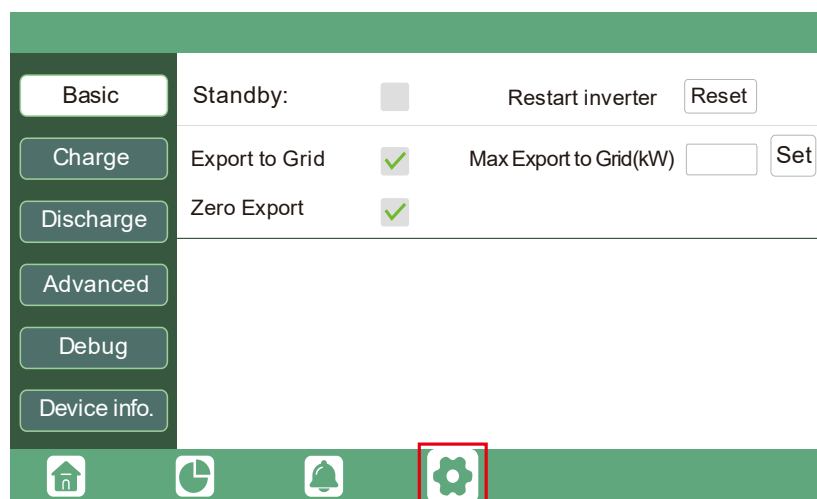 Basic
Standby:
Restart inverter
Reset
Charge
Export to Grid
Max Export to Grid(kW)
Set
Discharge
Zero Export
Advanced
Debug
Device info.